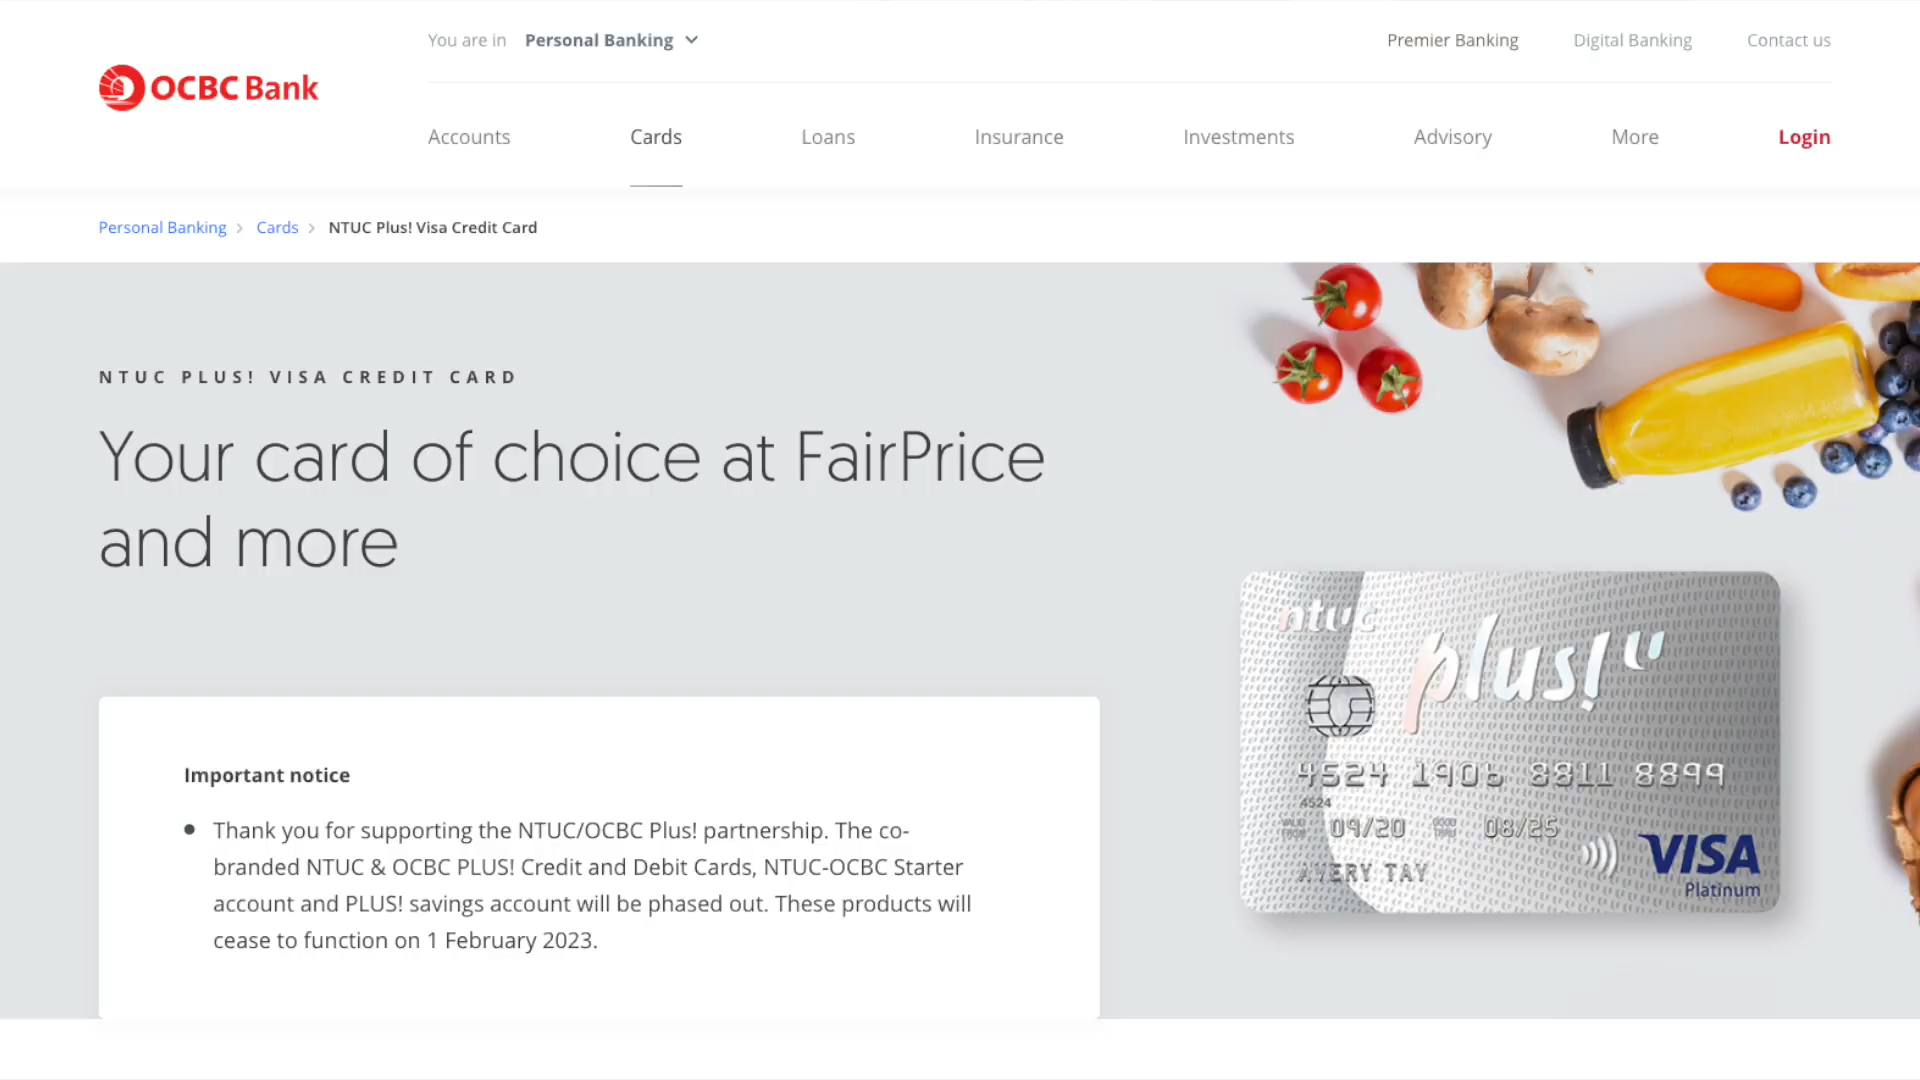 You are in Personal Banking
Premier Banking
Digital Banking
Contact us
OCBC Bank
Accounts
Cards
Loans
Insurance
Investments
Advisory
More
Login
Personal Banking > Cards > NTUC Plus! Visa Credit Card
NTUC PLUS! VISA CREDIT CARD
Your card of choice at FairPrice
and more
Important notice
• Thank you for supporting the NTUC/OCBC Plus! partnership. The co-
branded NTUC & OCBC PLUS! Credit and Debit Cards, NTUC-OCBC Starter
account and PLUS! savings account will be phased out. These products will
cease to function on 1 February 2023.
ntuc
plus! u
4524 1906 8811 8899
4524
VALID FROM 09/20 GOOD THRU 08/25
AVERY TAY
VISA
Platinum